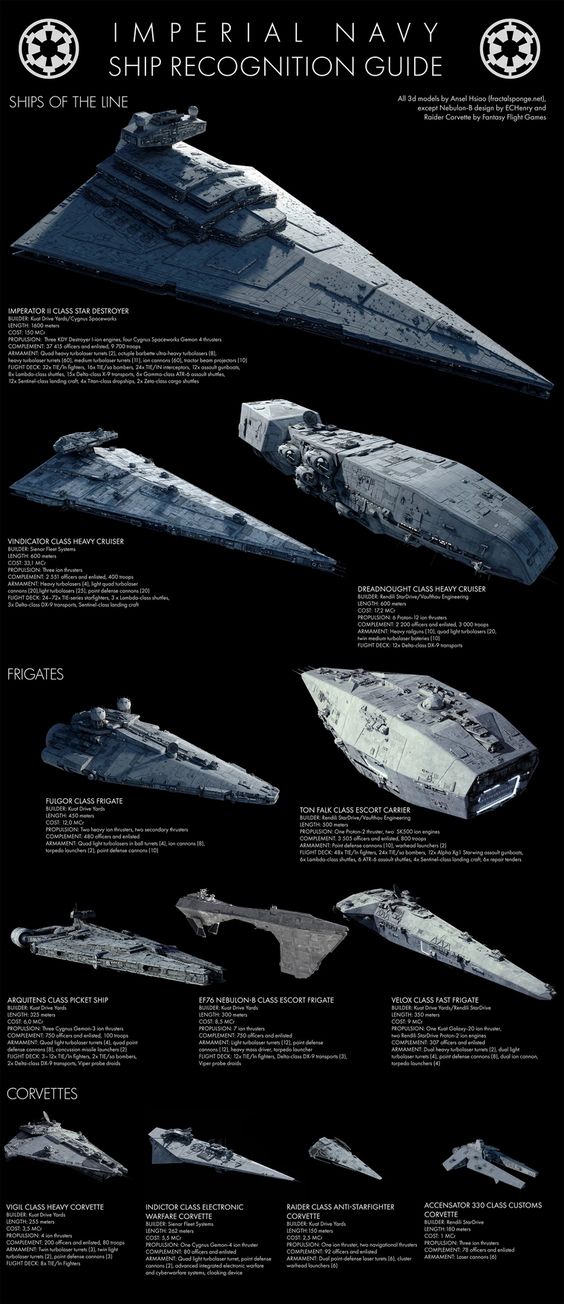 IMPERIAL NAVY
SHIP RECOGNITION GUIDE
SHIPS OF THE LINE
All 3d models by Ansel Hsiao (fractalsponge.net),
except Nebulon-B design by ECHenry and
Raider Corvette by Fantasy Flight Games
IMPERATOR II CLASS STAR DESTROYER
BUILDER: Kuat Drive Yards/Cygnus Spaceworks
LENGTH: 1600 meters
COST: 150 MCr
PROPULSION: Three KDY Destroyer I-ion engines, four Cygnus Spaceworks Gemon 4 thrusters
COMPLEMENT: 37 415 officers and enlisted, 9 700 troops
ARMAMENT: Quad heavy turbolaser turrets (2), octuple barbette ultra-heavy turbolasers (8),
heavy turbolaser turrets (60), medium turbolaser turrets (11), ion cannons (60), tractor beam projectors (10)
FLIGHT DECK: 32x TIE/ln fighters, 16x TIE/sa bombers, 24x TIE/IN interceptors, 12x assault gunboats,
8x Lambda-class shuttles, 15x Delta-class X-9 transports, 6x Gamma-class ATR-6 assault shuttles,
12x Sentinel-class landing craft, 4x Titan-class dropships, 2x Zeta-class cargo shuttles
VINDICATOR CLASS HEAVY CRUISER
BUILDER: Sienar Fleet Systems
LENGTH: 600 meters
COST: 33,1 MCr
PROPULSION: Three ion thrusters
COMPLEMENT: 2 551 officers and enlisted, 400 troops
ARMAMENT: Heavy turbolasers (4), light quad turbolaser
cannons (20),light turbolasers (25), point defense cannons (20)
FLIGHT DECK: 24–72x TIE-series starfighters, 3 x Lambda-class shuttles,
3x Delta-class DX-9 transports, Sentinel-class landing craft
DREADNOUGHT CLASS HEAVY CRUISER
BUILDER: Rendili StarDrive/Vaufthau Engineering
LENGTH: 600 meters
COST: 17,2 MCr
PROPULSION: 6 Proton-12 ion thrusters
COMPLEMENT: 2 200 officers and enlisted, 3 000 troops
ARMAMENT: Heavy railguns (10), quad light turbolasers (20,
twin medium turbolaser bateries (10)
FLIGHT DECK: 12x Delta-class DX-9 transports
FRIGATES
FULGOR CLASS FRIGATE
BUILDER: Kuat Drive Yards
LENGTH: 450 meters
COST: 12,0 MCr
PROPULSION: Two heavy ion thrusters, two secondary thrusters
COMPLEMENT: 480 officers and enlisted
ARMAMENT: Quad light turbolasers in ball turrets (4), ion cannons (8),
torpedo launchers (2), point defense cannons (10)
TON FALK CLASS ESCORT CARRIER
BUILDER: Rendili StarDrive/Vaufthau Engineering
LENGTH: 500 meters
PROPULSION: One Proton-2 thruster, two SK500 ion engines
COMPLEMENT: 3 505 officers and enlisted, 800 troops
ARMAMENT: Point defense cannons (10), warhead launchers (2)
FLIGHT DECK: 48x TIE/ln fighters, 24x TIE/sa bombers, 12x Alpha Xg1 Starwing assault gunboats,
6x Lambda-class shuttles, 6 ATR-6 assault shuttles, 4x Sentinel-class landing craft, 6x repair tenders
ARQUITENS CLASS PICKET SHIP
BUILDER: Kuat Drive Yards
LENGTH: 325 meters
COST: 6,0 MCr
PROPULSION: Three Cygnus Gemon-3 ion thrusters
COMPLEMENT: 750 officers and enlisted, 100 troops
ARMAMENT: Quad light turbolaser turrets (4), quad point
defense cannons (8), concussion missile launchers (2)
FLIGHT DECK: 3–12x TIE/ln fighters, 2x TIE/sa bombers,
2x Delta-class DX-9 transports, Viper probe droids
EF76 NEBULON-B CLASS ESCORT FRIGATE
BUILDER: Kuat Drive Yards
LENGTH: 300 meters
COST: 8,5 MCr
PROPULSION: 7 ion thrusters
COMPLEMENT: 750 officers and enlisted
ARMAMENT: Light turbolaser turrets (12), point defense
cannons (12), heavy mass driver, torpedo launcher
FLIGHT DECK: 12x TIE/ln fighters, Delta-class DX-9 transports (3),
Viper probe droids
VELOX CLASS FAST FRIGATE
BUILDER: Kuat Drive Yards/Rendili StarDrive
LENGTH: 350 meters
COST: 9 MCr
PROPULSION: One Kuat Galaxy-20 ion thruster,
two Rendili StarDrive Proton-2 argon engines
COMPLEMENT: 307 officers and enlisted
ARMAMENT: Dual heavy turbolaser turrets (2), dual light
turbolaser turrets (4), point defense cannons (8), dual ion cannon,
torpedo launchers (4)
CORVETTES
VIGIL CLASS HEAVY CORVETTE
BUILDER: Kuat Drive Yards
LENGTH: 255 meters
COST: 3,5 MCr
PROPULSION: 4 ion thrusters
COMPLEMENT: 200 officers and enlisted, 80 troops
ARMAMENT: Twin turbolaser turrets (3), twin light
turbolaser turrets (2), point defense cannons (3)
FLIGHT DECK: 8x TIE/ln Fighters
INDICTOR CLASS ELECTRONIC
WARFARE CORVETTE
BUILDER: Sienar Fleet Systems
LENGTH: 262 meters
COST: 5,5 MCr
PROPULSION: One Cygnus Gemon-4 ion thruster
COMPLEMENT: 80 officers and enlisted
ARMAMENT: Quad light turbolaser turret, point defense
cannons (2), advanced integrated electronic warfare
and cyberwarfare systems, cloaking device
RAIDER CLASS ANTI-STARFIGHTER
CORVETTE
BUILDER: Kuat Drive Yards
LENGTH:150 meters
COST: 2,5 MCr
PROPULSION: One ion thruster, two navigational thrusters
COMPLEMENT: 92 officers and enlisted
ARMAMENT: Dual point-defense laser turets (6), cluster
warhead launchers (6)
ACCENSATOR 330 CLASS CUSTOMS
CORVETTE
BUILDER: Rendili StarDrive
LENGTH:180 meters
COST: 1 MCr
PROPULSION: Three ion thrusters
COMPLEMENT: 78 officers and enlisted
ARMAMENT: Laser cannons (6)